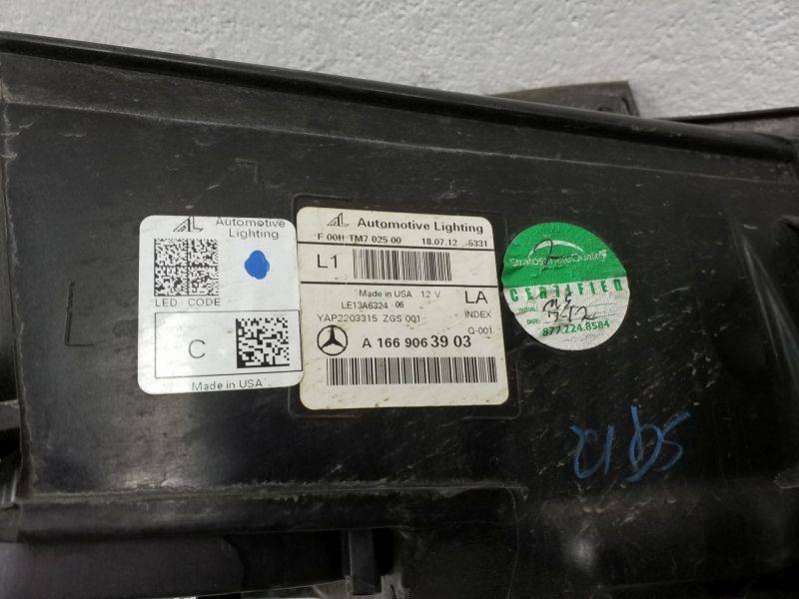 Automotive
Lighting
LED CODE
C
Made in USA
Automotive Lighting
F 00H TM7 025 00 18.07.12 -5331
L1
Made in USA 12 V
LA
LE13A6324 06
INDEX
YAP2203315 ZGS 001
Q-001
A 166 906 39 03
CERTIFIED
DATE:
877.224.8584